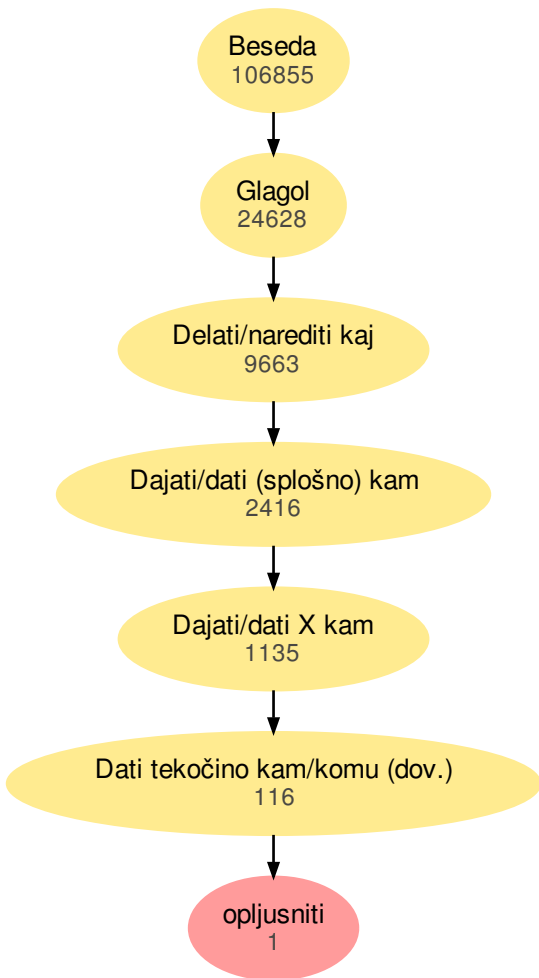 Beseda
106855
Glagol
24628
Delati/narediti kaj
9663
Dajati/dati (splošno) kam
2416
Dajati/dati X kam
1135
Dati tekočino kam/komu (dov.)
116
opljusniti
1